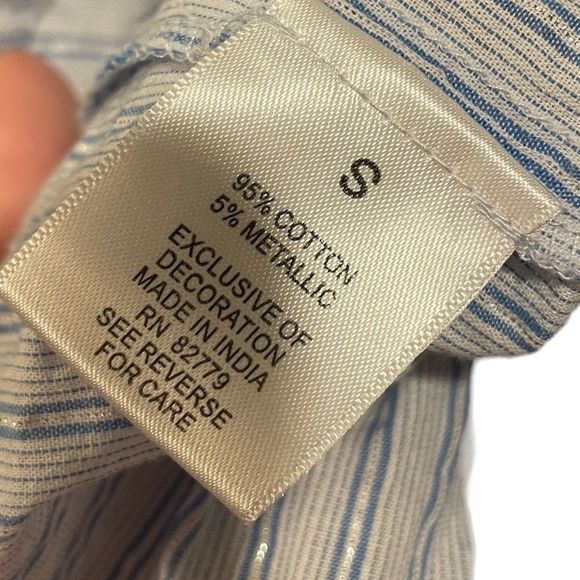 S
95% COTTON
5% METALLIC
EXCLUSIVE OF
DECORATION
MADE IN INDIA
RN 82779
SEE REVERSE
FOR CARE